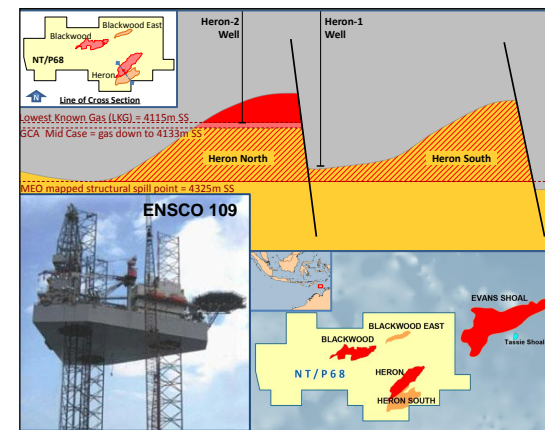 Heron-2
Well
Heron-1
Well
Blackwood East
Blackwood
NT/P68
Heron
N
Line of Cross Section
Lowest Known Gas (LKG) = 4115m SS
GCA Mid Case = gas down to 4133m SS
Heron North
Heron South
MEO mapped structural spill point = 4325m SS
ENSCO 109
EVANS SHOAL
Tassie Shoal
BLACKWOOD EAST
BLACKWOOD
NT/P68
HERON
HERON SOUTH